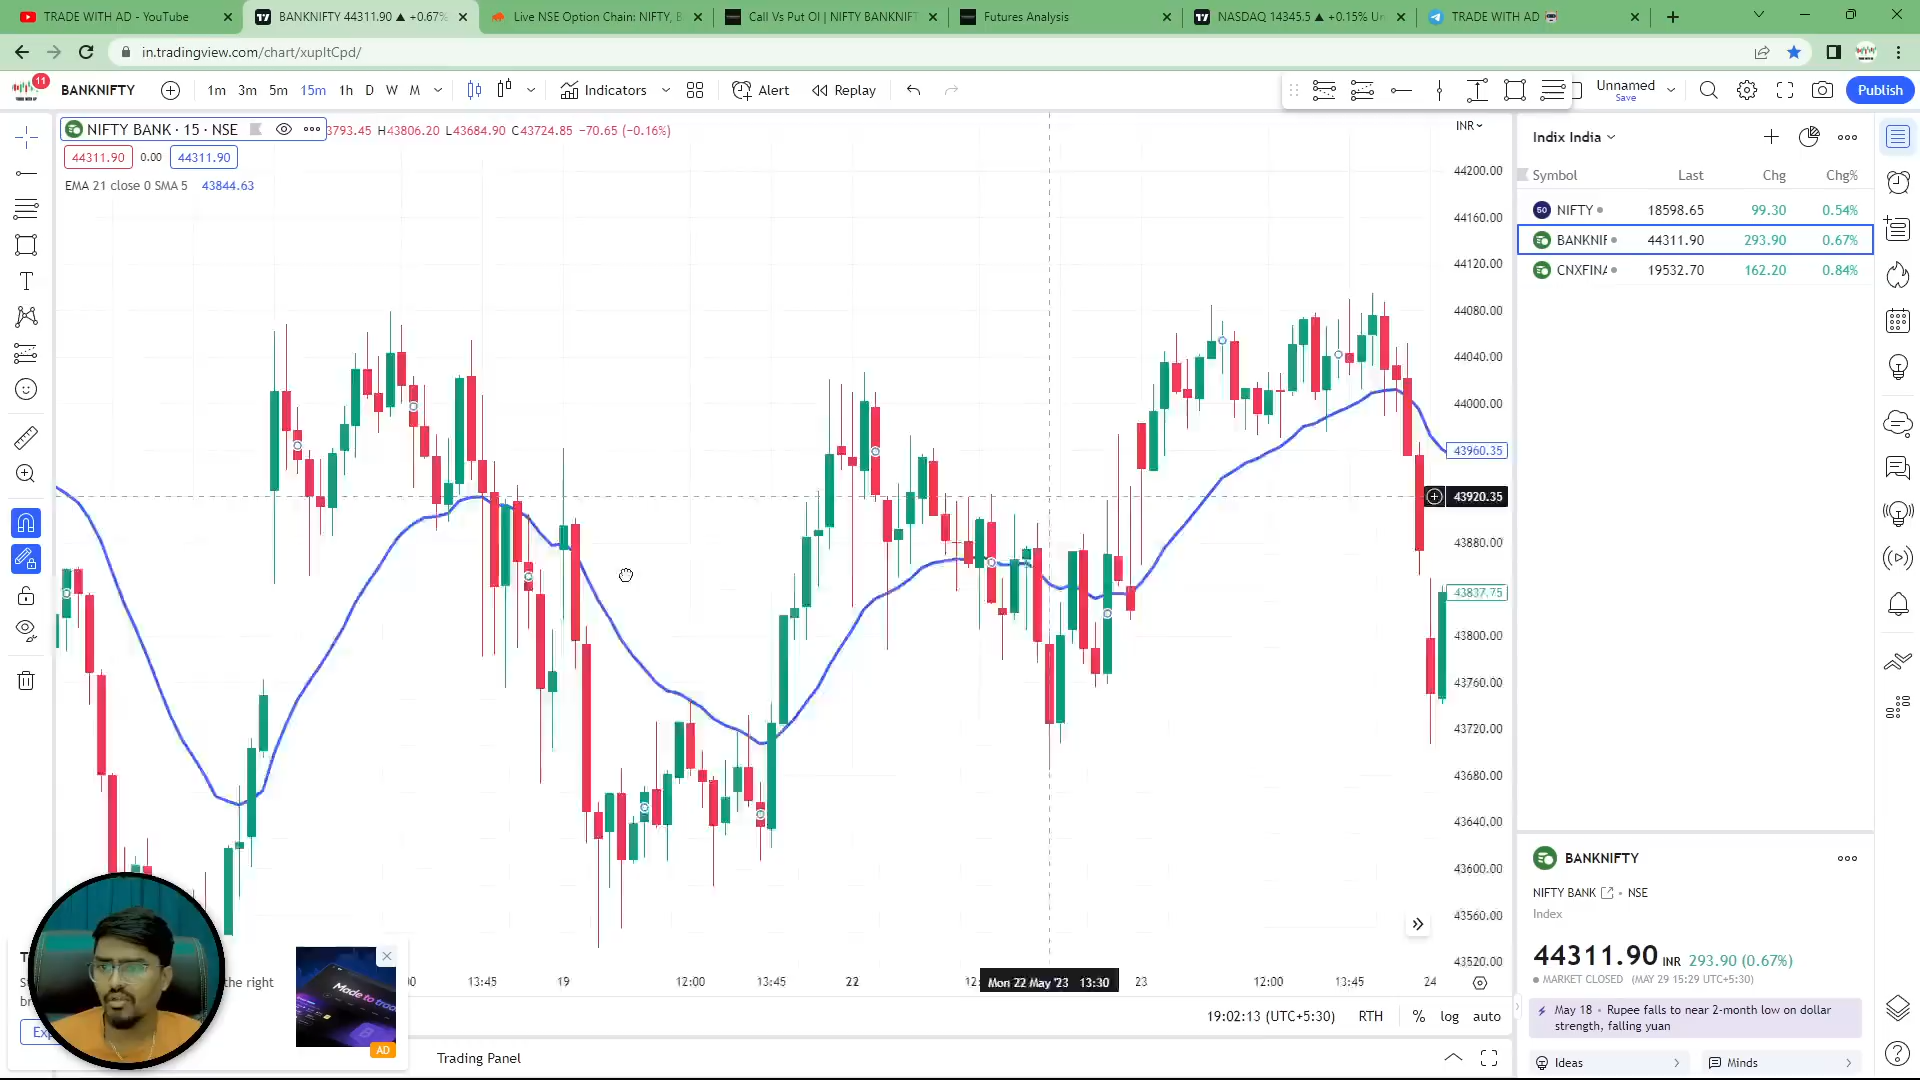 TRADE WITH AD - YouTube
BANKNIFTY 44311.90 ▲ +0.67%
Live NSE Option Chain: NIFTY, B
Call Vs Put OI | NIFTY BANKNIFT
Futures Analysis
NASDAQ 14345.5 ▲ +0.15% Un
TRADE WITH AD
in.tradingview.com/chart/xupltCpd/
11
BANKNIFTY
1m 3m 5m 15m 1h D W M
Indicators
Alert
Replay
Unnamed
Save
Publish
NIFTY BANK · 15 · NSE
3793.45 H43806.20 L43684.90 C43724.85 −70.65 (−0.16%)
44311.90 0.00 44311.90
EMA 21 close 0 SMA 5 43844.63
INR
44200.00
44160.00
44120.00
44080.00
44040.00
44000.00
43960.35
43920.35
43880.00
43837.75
43800.00
43760.00
43720.00
43680.00
43640.00
43600.00
43560.00
43520.00
13:45 19 12:00 13:45 22 12: Mon 22 May '23 13:30 23 12:00 13:45 24
19:02:13 (UTC+5:30) RTH % log auto
Trading Panel
the right
Made to trad
AD
Indix India
Symbol Last Chg Chg%
50 NIFTY 18598.65 99.30 0.54%
BANKNIF 44311.90 293.90 0.67%
CNXFINA 19532.70 162.20 0.84%
BANKNIFTY
NIFTY BANK · NSE
Index
44311.90 INR 293.90 (0.67%)
MARKET CLOSED (MAY 29 15:29 UTC+5:30)
May 18 · Rupee falls to near 2-month low on dollar
strength, falling yuan
Ideas
Minds